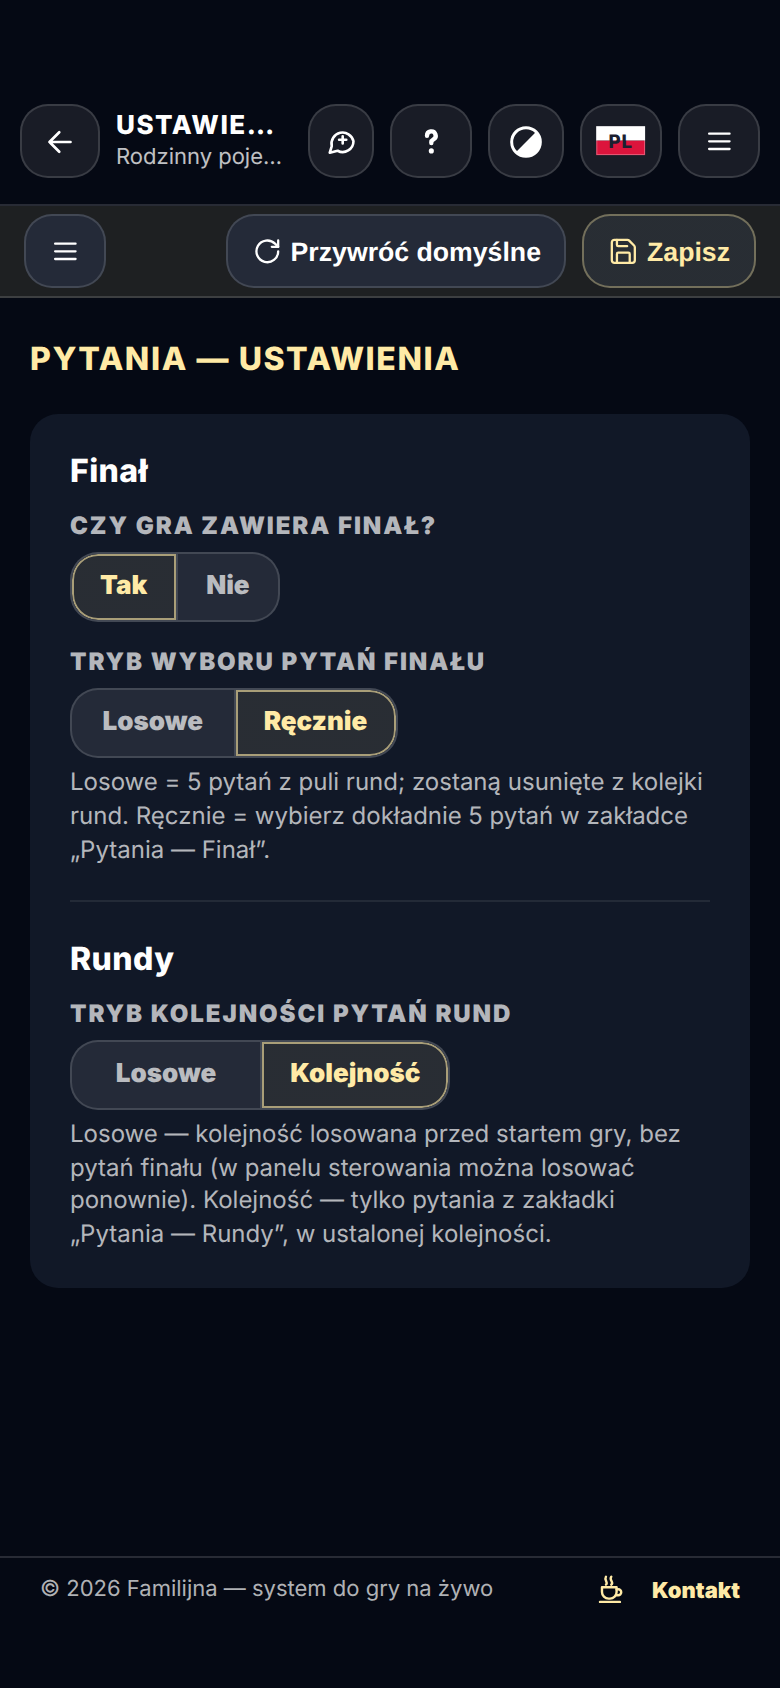 USTAWIE...
Rodzinny poje...
?
PL
Przywróć domyślne
Zapisz
PYTANIA — USTAWIENIA
Finał
CZY GRA ZAWIERA FINAŁ?
Tak
Nie
TRYB WYBORU PYTAŃ FINAŁU
Losowe
Ręcznie
Losowe = 5 pytań z puli rund; zostaną usunięte z kolejki
rund. Ręcznie = wybierz dokładnie 5 pytań w zakładce
„Pytania — Finał”.
Rundy
TRYB KOLEJNOŚCI PYTAŃ RUND
Losowe
Kolejność
Losowe — kolejność losowana przed startem gry, bez
pytań finału (w panelu sterowania można losować
ponownie). Kolejność — tylko pytania z zakładki
„Pytania — Rundy”, w ustalonej kolejności.
© 2026 Familijna — system do gry na żywo
Kontakt